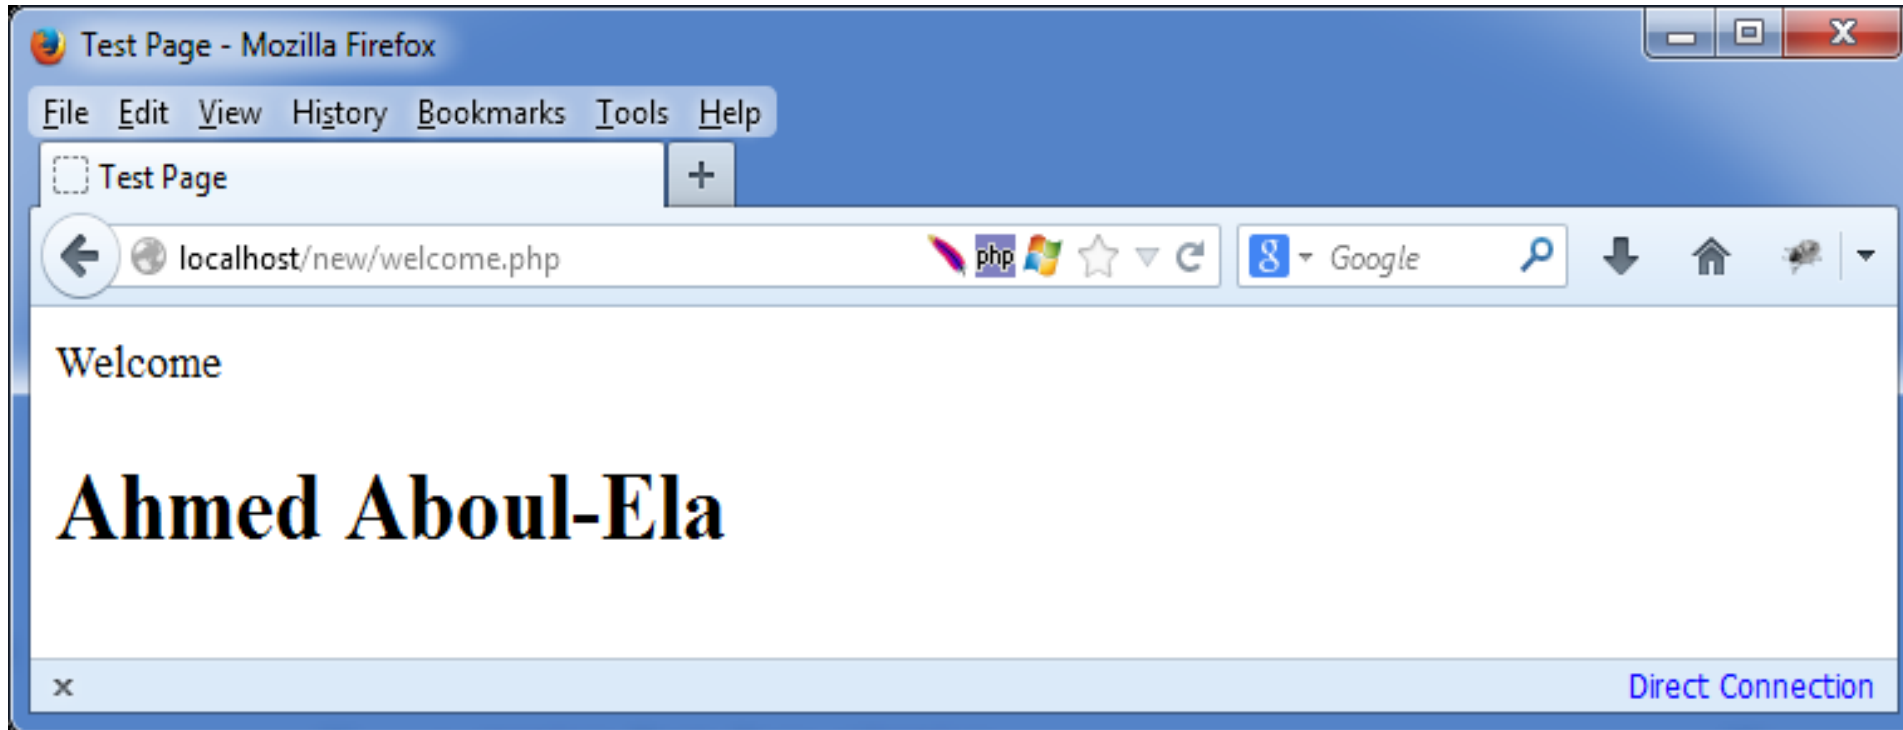 Test Page - Mozilla Firefox
File Edit View History Bookmarks Tools Help
Test Page +
localhost/new/welcome.php php 8 Google
Welcome
Ahmed Aboul-Ela
x Direct Connection